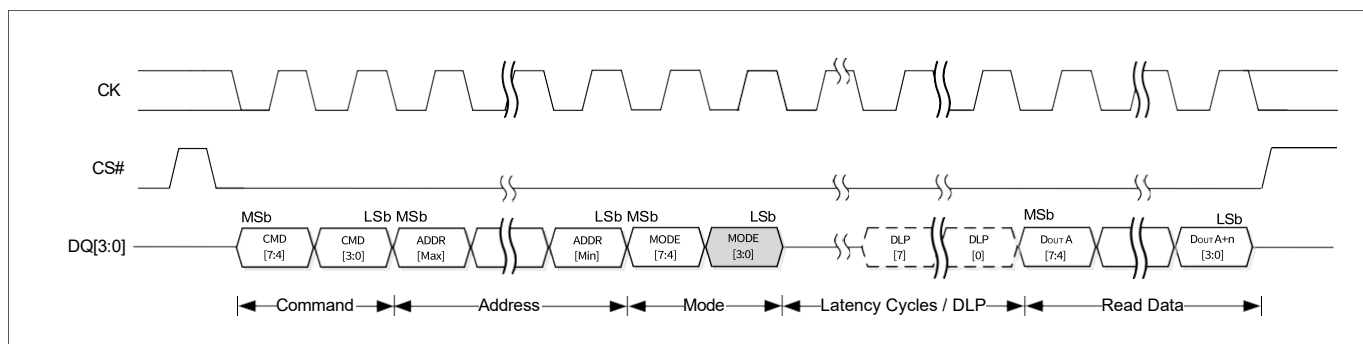 CK
CS#
MSb LSb MSb LSb MSb LSb MSb LSb
DQ[3:0]
CMD [7:4]
CMD [3:0]
ADDR [Max]
ADDR [Min]
MODE [7:4]
MODE [3:0]
DLP [7]
DLP [0]
DOUT A [7:4]
DOUT A+n [3:0]
Command Address Mode Latency Cycles / DLP Read Data